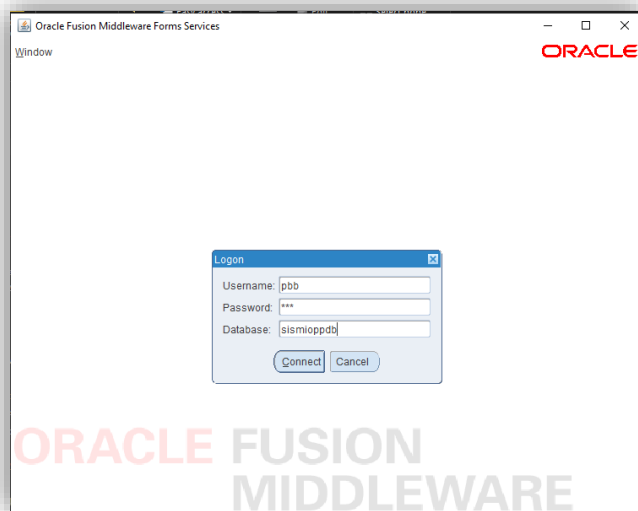 Oracle Fusion Middleware Forms Services
Window
ORACLE
Logon
Username: pbb
Password: ***
Database: sismioppdb
Connect Cancel
ORACLE FUSION
MIDDLEWARE